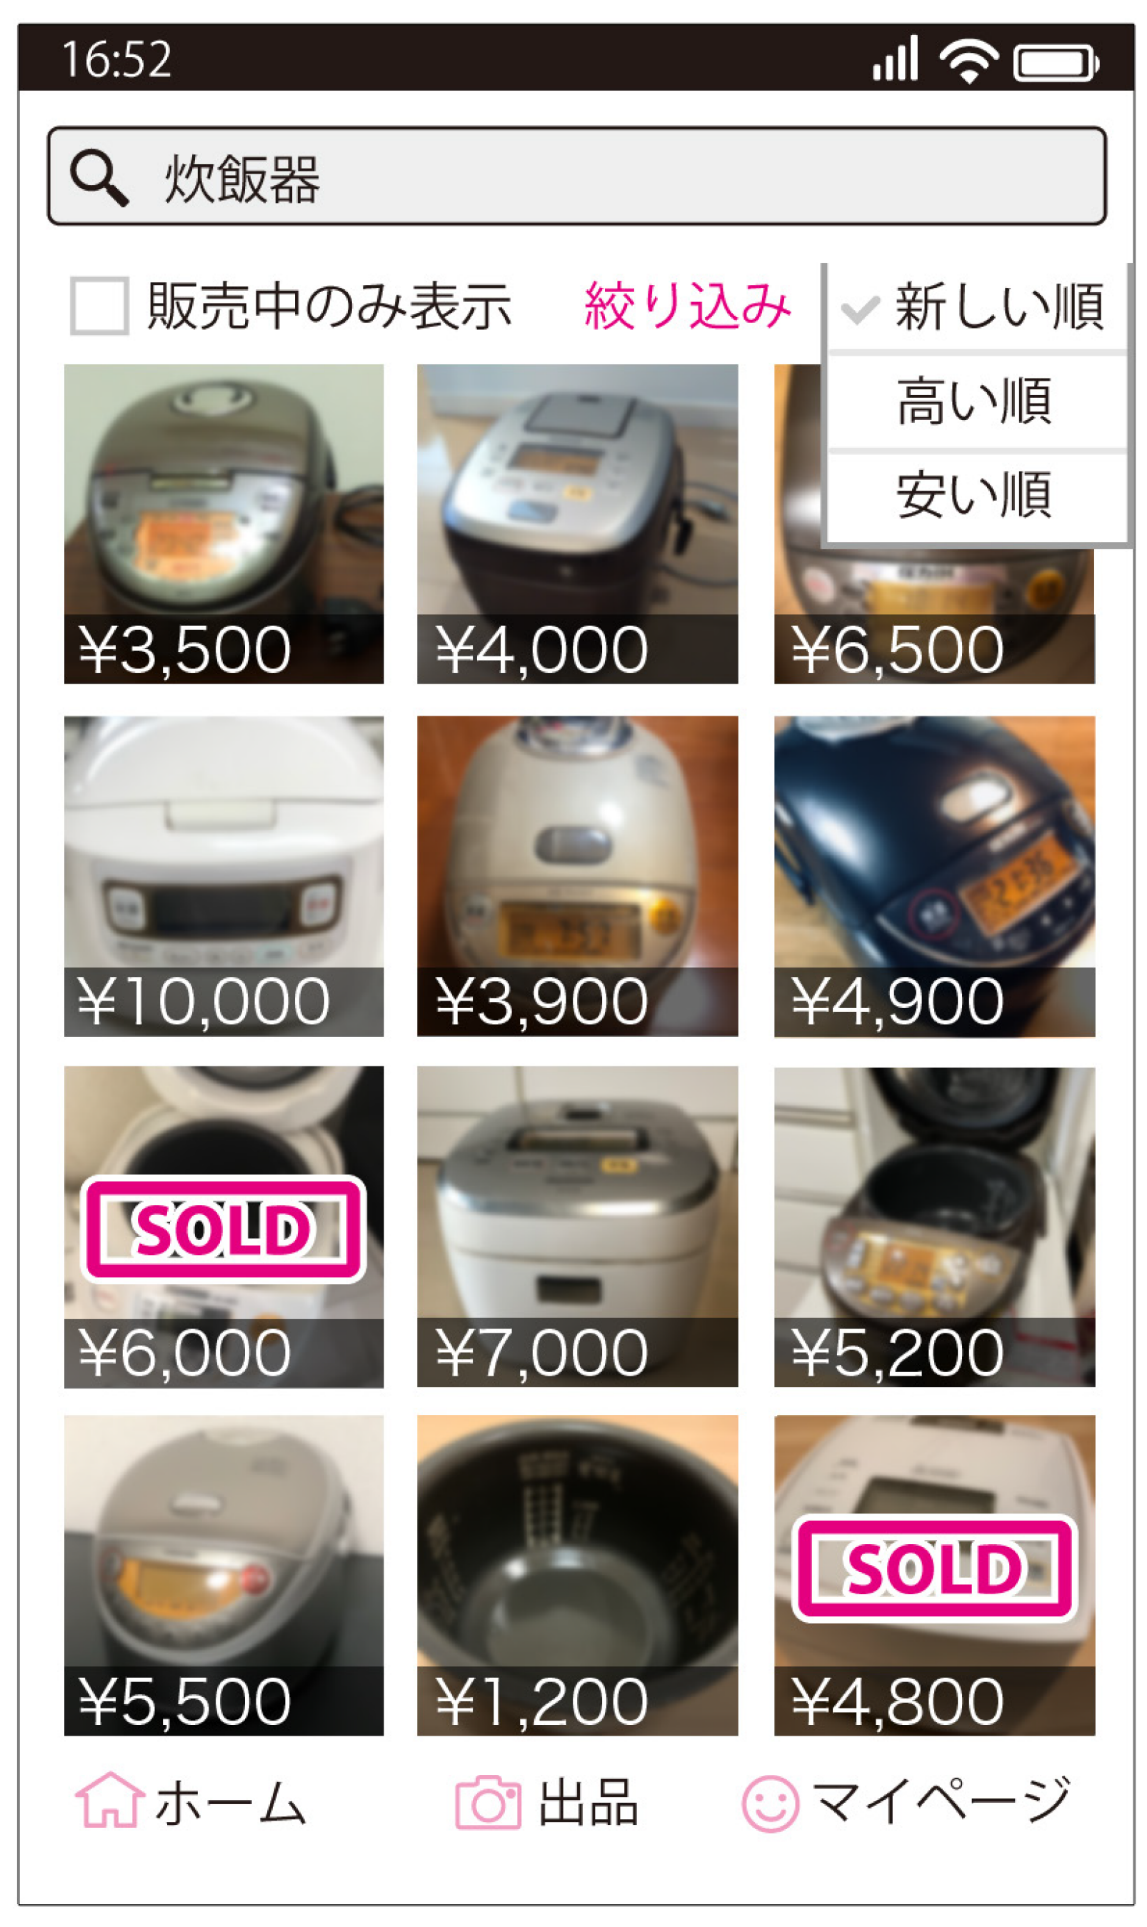 16:52
炊飯器
販売中のみ表示 絞り込み 新しい順
高い順
安い順
¥3,500 ¥4,000 ¥6,500
¥10,000 ¥3,900 ¥4,900
SOLD
¥6,000 ¥7,000 ¥5,200
SOLD
¥5,500 ¥1,200 ¥4,800
ホーム 出品 マイページ